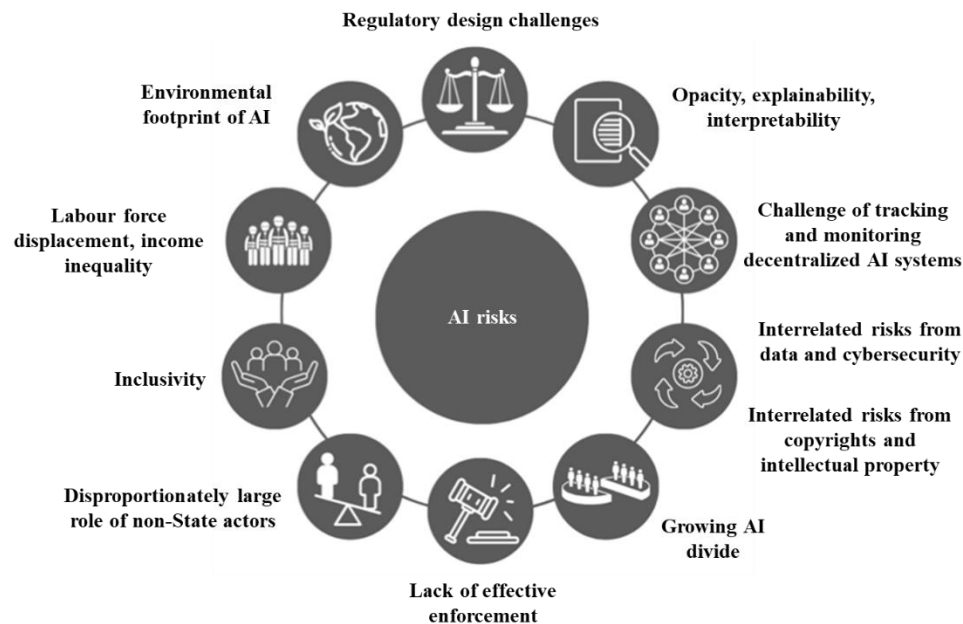 Regulatory design challenges
Opacity, explainability,
interpretability
Challenge of tracking
and monitoring
decentralized AI systems
Interrelated risks from
data and cybersecurity
Interrelated risks from
copyrights and
intellectual property
Growing AI
divide
Lack of effective
enforcement
Disproportionately large
role of non-State actors
Inclusivity
Labour force
displacement, income
inequality
Environmental
footprint of AI
AI risks